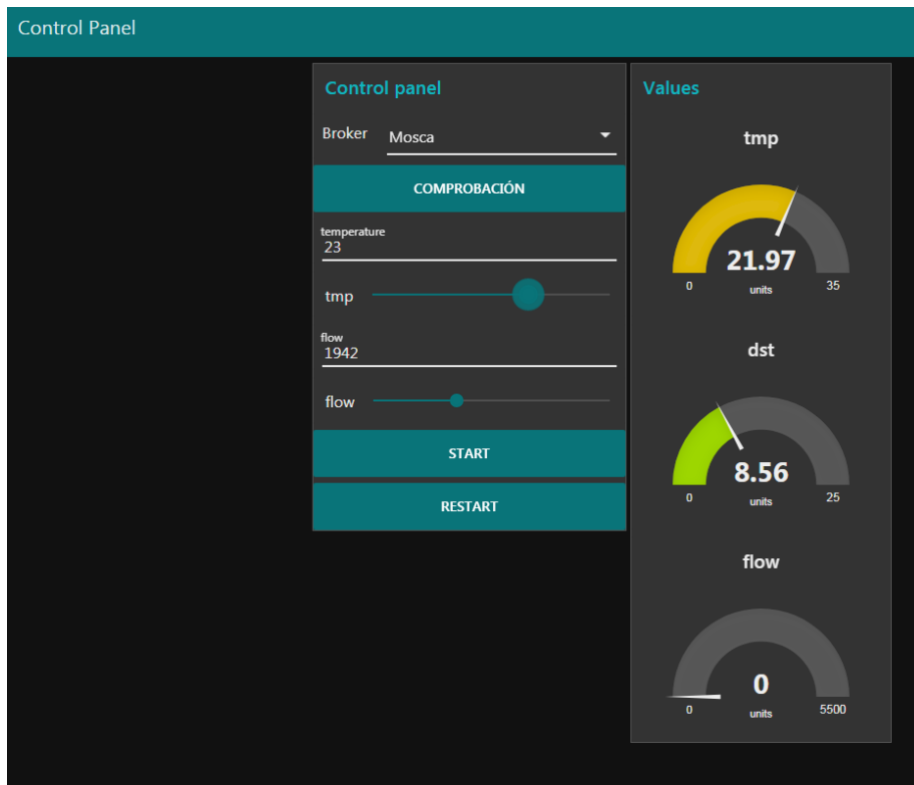 Control Panel
Control panel
Broker Mosca
COMPROBACIÓN
temperature
23
tmp
flow
1942
flow
START
RESTART
Values
tmp
21.97
0 units 35
dst
8.56
0 units 25
flow
0
0 units 5500